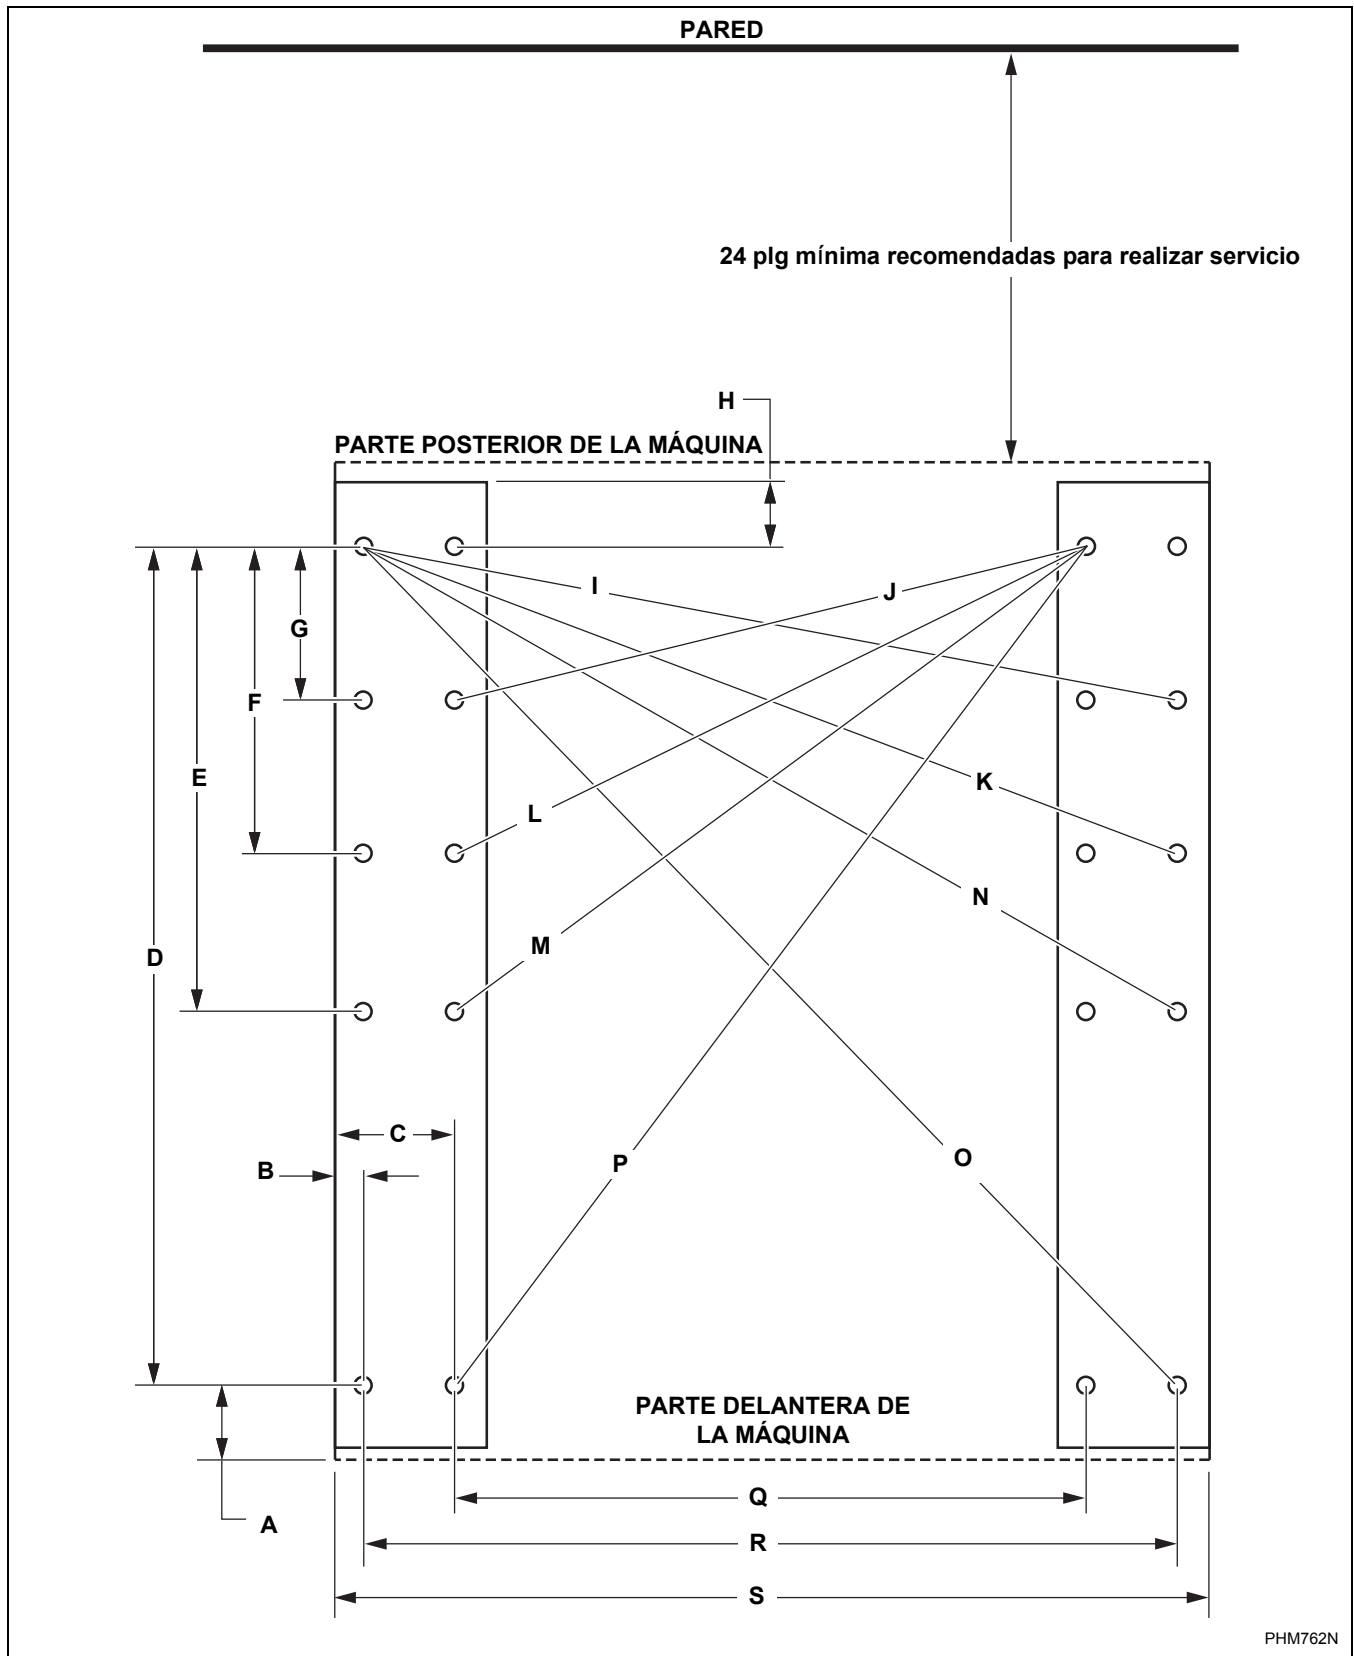 PARED
24 plg mínima recomendadas para realizar servicio
H
PARTE POSTERIOR DE LA MÁQUINA
I
J
G
F
E
K
L
N
M
D
C
B
P
O
PARTE DELANTERA DE
LA MÁQUINA
Q
A
R
S
PHM762N